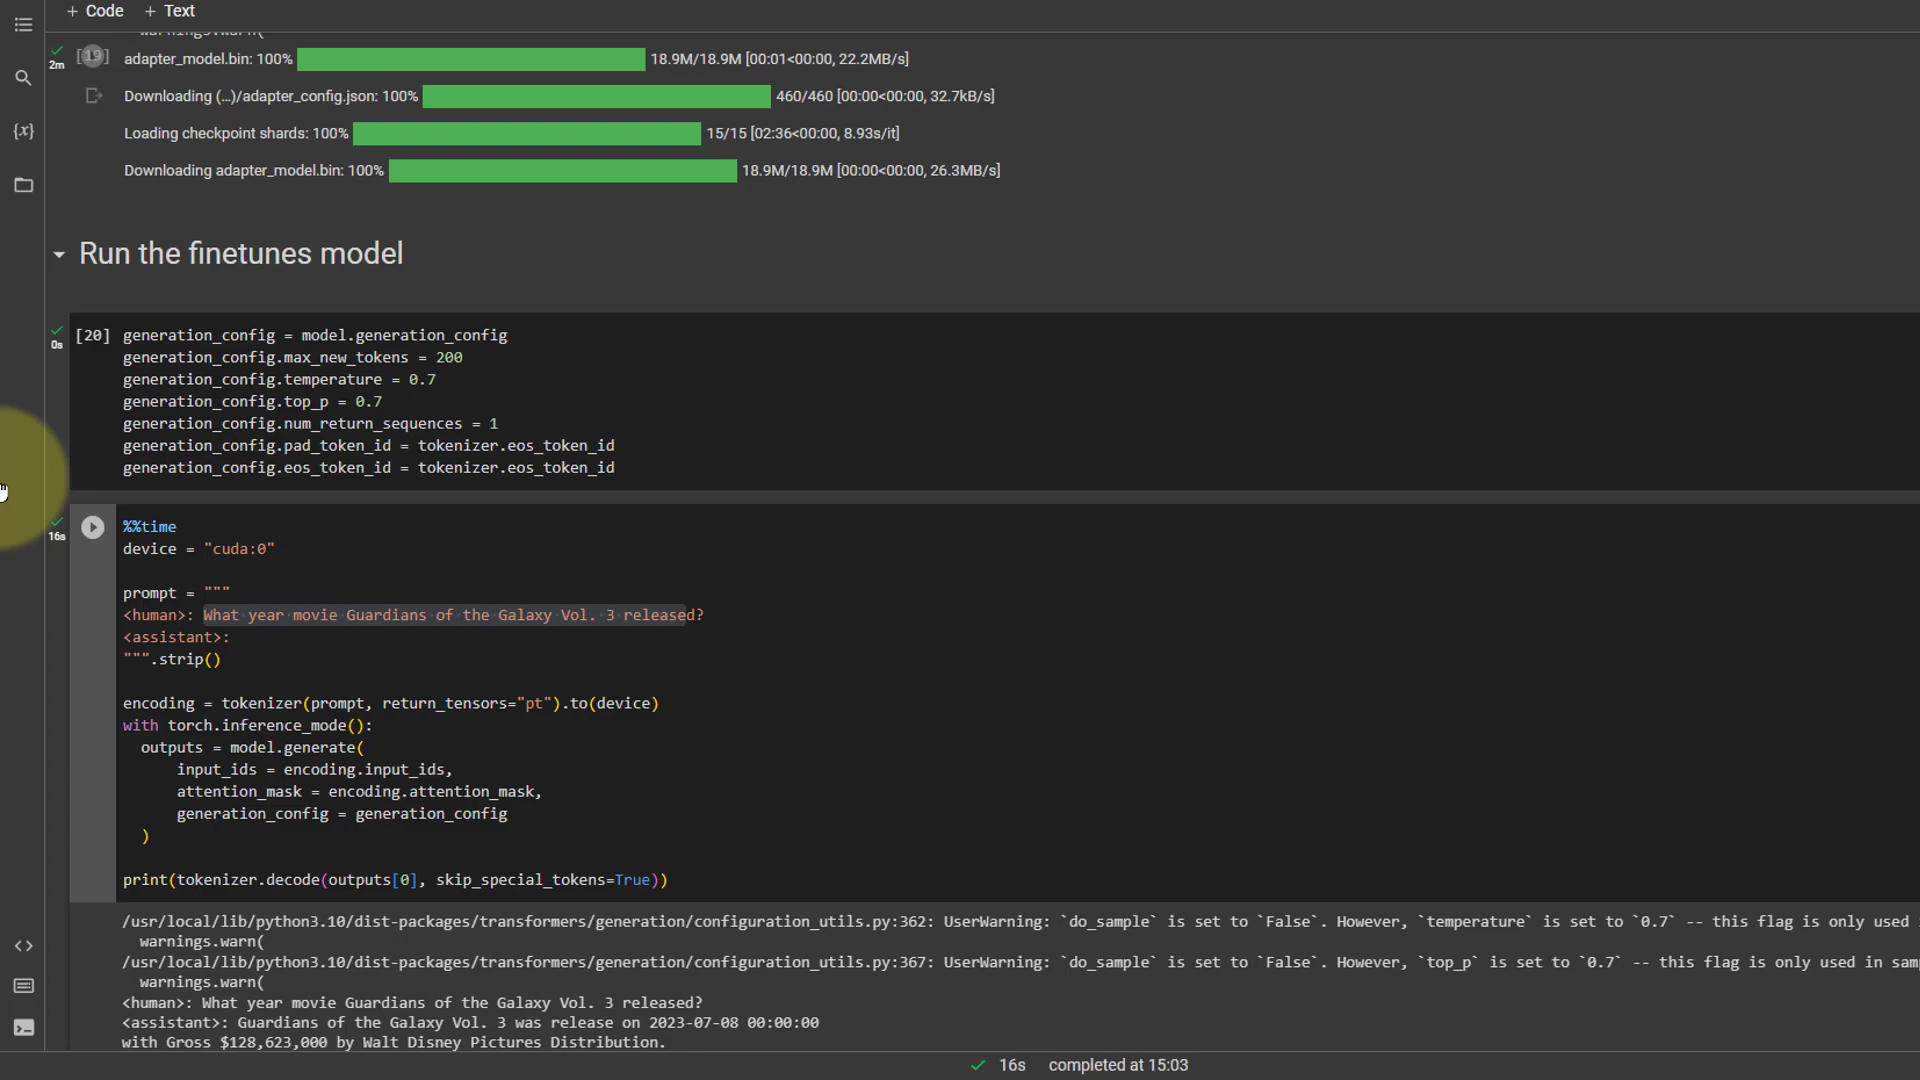 + Code + Text
warnings.warn(
2m [19] adapter_model.bin: 100% 18.9M/18.9M [00:01<00:00, 22.2MB/s]
Downloading (…)/adapter_config.json: 100% 460/460 [00:00<00:00, 32.7kB/s]
Loading checkpoint shards: 100% 15/15 [02:36<00:00, 8.93s/it]
Downloading adapter_model.bin: 100% 18.9M/18.9M [00:00<00:00, 26.3MB/s]
Run the finetunes model
0s [20] generation_config = model.generation_config
generation_config.max_new_tokens = 200
generation_config.temperature = 0.7
generation_config.top_p = 0.7
generation_config.num_return_sequences = 1
generation_config.pad_token_id = tokenizer.eos_token_id
generation_config.eos_token_id = tokenizer.eos_token_id
16s %%time
device = "cuda:0"
prompt = """
<human>: What year movie Guardians of the Galaxy Vol. 3 released?
<assistant>:
""".strip()
encoding = tokenizer(prompt, return_tensors="pt").to(device)
with torch.inference_mode():
outputs = model.generate(
input_ids = encoding.input_ids,
attention_mask = encoding.attention_mask,
generation_config = generation_config
)
print(tokenizer.decode(outputs[0], skip_special_tokens=True))
/usr/local/lib/python3.10/dist-packages/transformers/generation/configuration_utils.py:362: UserWarning: `do_sample` is set to `False`. However, `temperature` is set to `0.7` -- this flag is only used
warnings.warn(
/usr/local/lib/python3.10/dist-packages/transformers/generation/configuration_utils.py:367: UserWarning: `do_sample` is set to `False`. However, `top_p` is set to `0.7` -- this flag is only used in sam
warnings.warn(
<human>: What year movie Guardians of the Galaxy Vol. 3 released?
<assistant>: Guardians of the Galaxy Vol. 3 was release on 2023-07-08 00:00:00
with Gross $128,623,000 by Walt Disney Pictures Distribution.
16s completed at 15:03